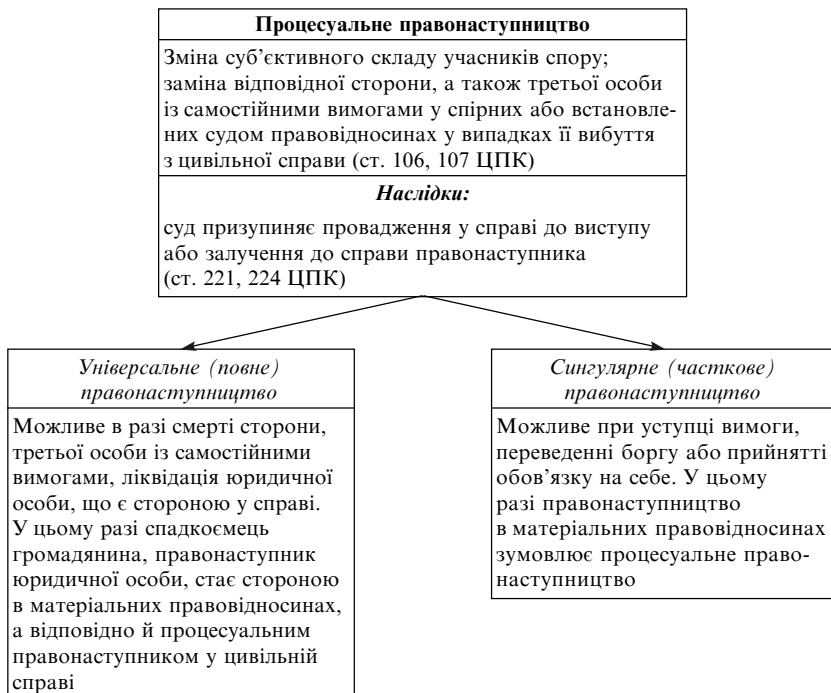 Процесуальне правонаступництво
Зміна суб’єктивного складу учасників спору;
заміна відповідної сторони, а також третьої особи
із самостійними вимогами у спірних або встановле-
них судом правовідносинах у випадках її вибуття
з цивільної справи (ст. 106, 107 ЦПК)
Наслідки:
суд призупиняє провадження у справі до виступу
або залучення до справи правонаступника
(ст. 221, 224 ЦПК)
Універсальне (повне)
правонаступництво
Можливе в разі смерті сторони,
третьої особи із самостійними
вимогами, ліквідація юридичної
особи, що є стороною у справі.
У цьому разі спадкоємець
громадянина, правонаступник
юридичної особи, стає стороною
в матеріальних правовідносинах,
а відповідно й процесуальним
правонаступником у цивільній
справі
Сингулярне (часткове)
правонаступництво
Можливе при уступці вимоги,
переведенні боргу або прийнятті
обов’язку на себе. У цьому
разі правонаступництво
в матеріальних правовідносинах
зумовлює процесуальне право-
наступництво